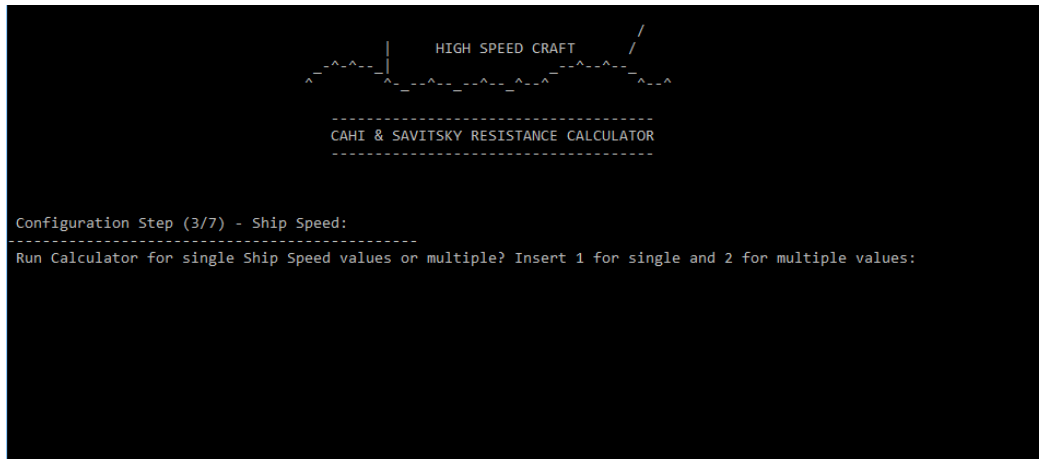 HIGH SPEED CRAFT
-------------------------------------
CAHI & SAVITSKY RESISTANCE CALCULATOR
-------------------------------------
Configuration Step (3/7) - Ship Speed:
-----------------------------------------------
Run Calculator for single Ship Speed values or multiple? Insert 1 for single and 2 for multiple values: